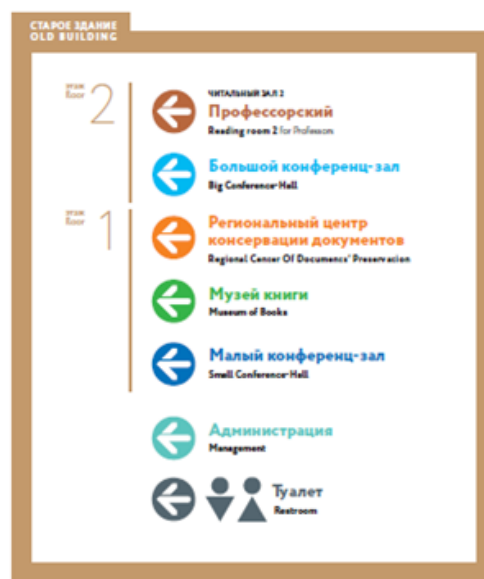 СТАРОЕ ЗДАНИЕ
OLD BUILDING
этаж
floor
2
ЧИТАЛЬНЫЙ ЗАЛ 2
Профессорский
Reading room 2 for Professors
Большой конференц-зал
Big Conference-Hall
этаж
floor
1
Региональный центр
консервации документов
Regional Center Of Documents' Preservation
Музей книги
Museum of Books
Малый конференц-зал
Small Conference-Hall
Администрация
Management
Туалет
Restroom